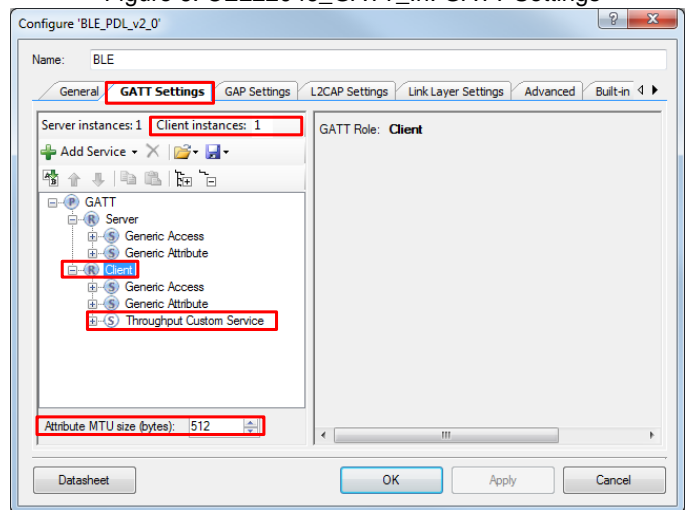 Configure 'BLE_PDL_v2_0'
Name: BLE
General GATT Settings GAP Settings L2CAP Settings Link Layer Settings Advanced Built-in
Server instances: 1 Client instances: 1
GATT Role: Client
Add Service
GATT
Server
Generic Access
Generic Attribute
Client
Generic Access
Generic Attribute
Throughput Custom Service
Attribute MTU size (bytes): 512
Datasheet OK Apply Cancel